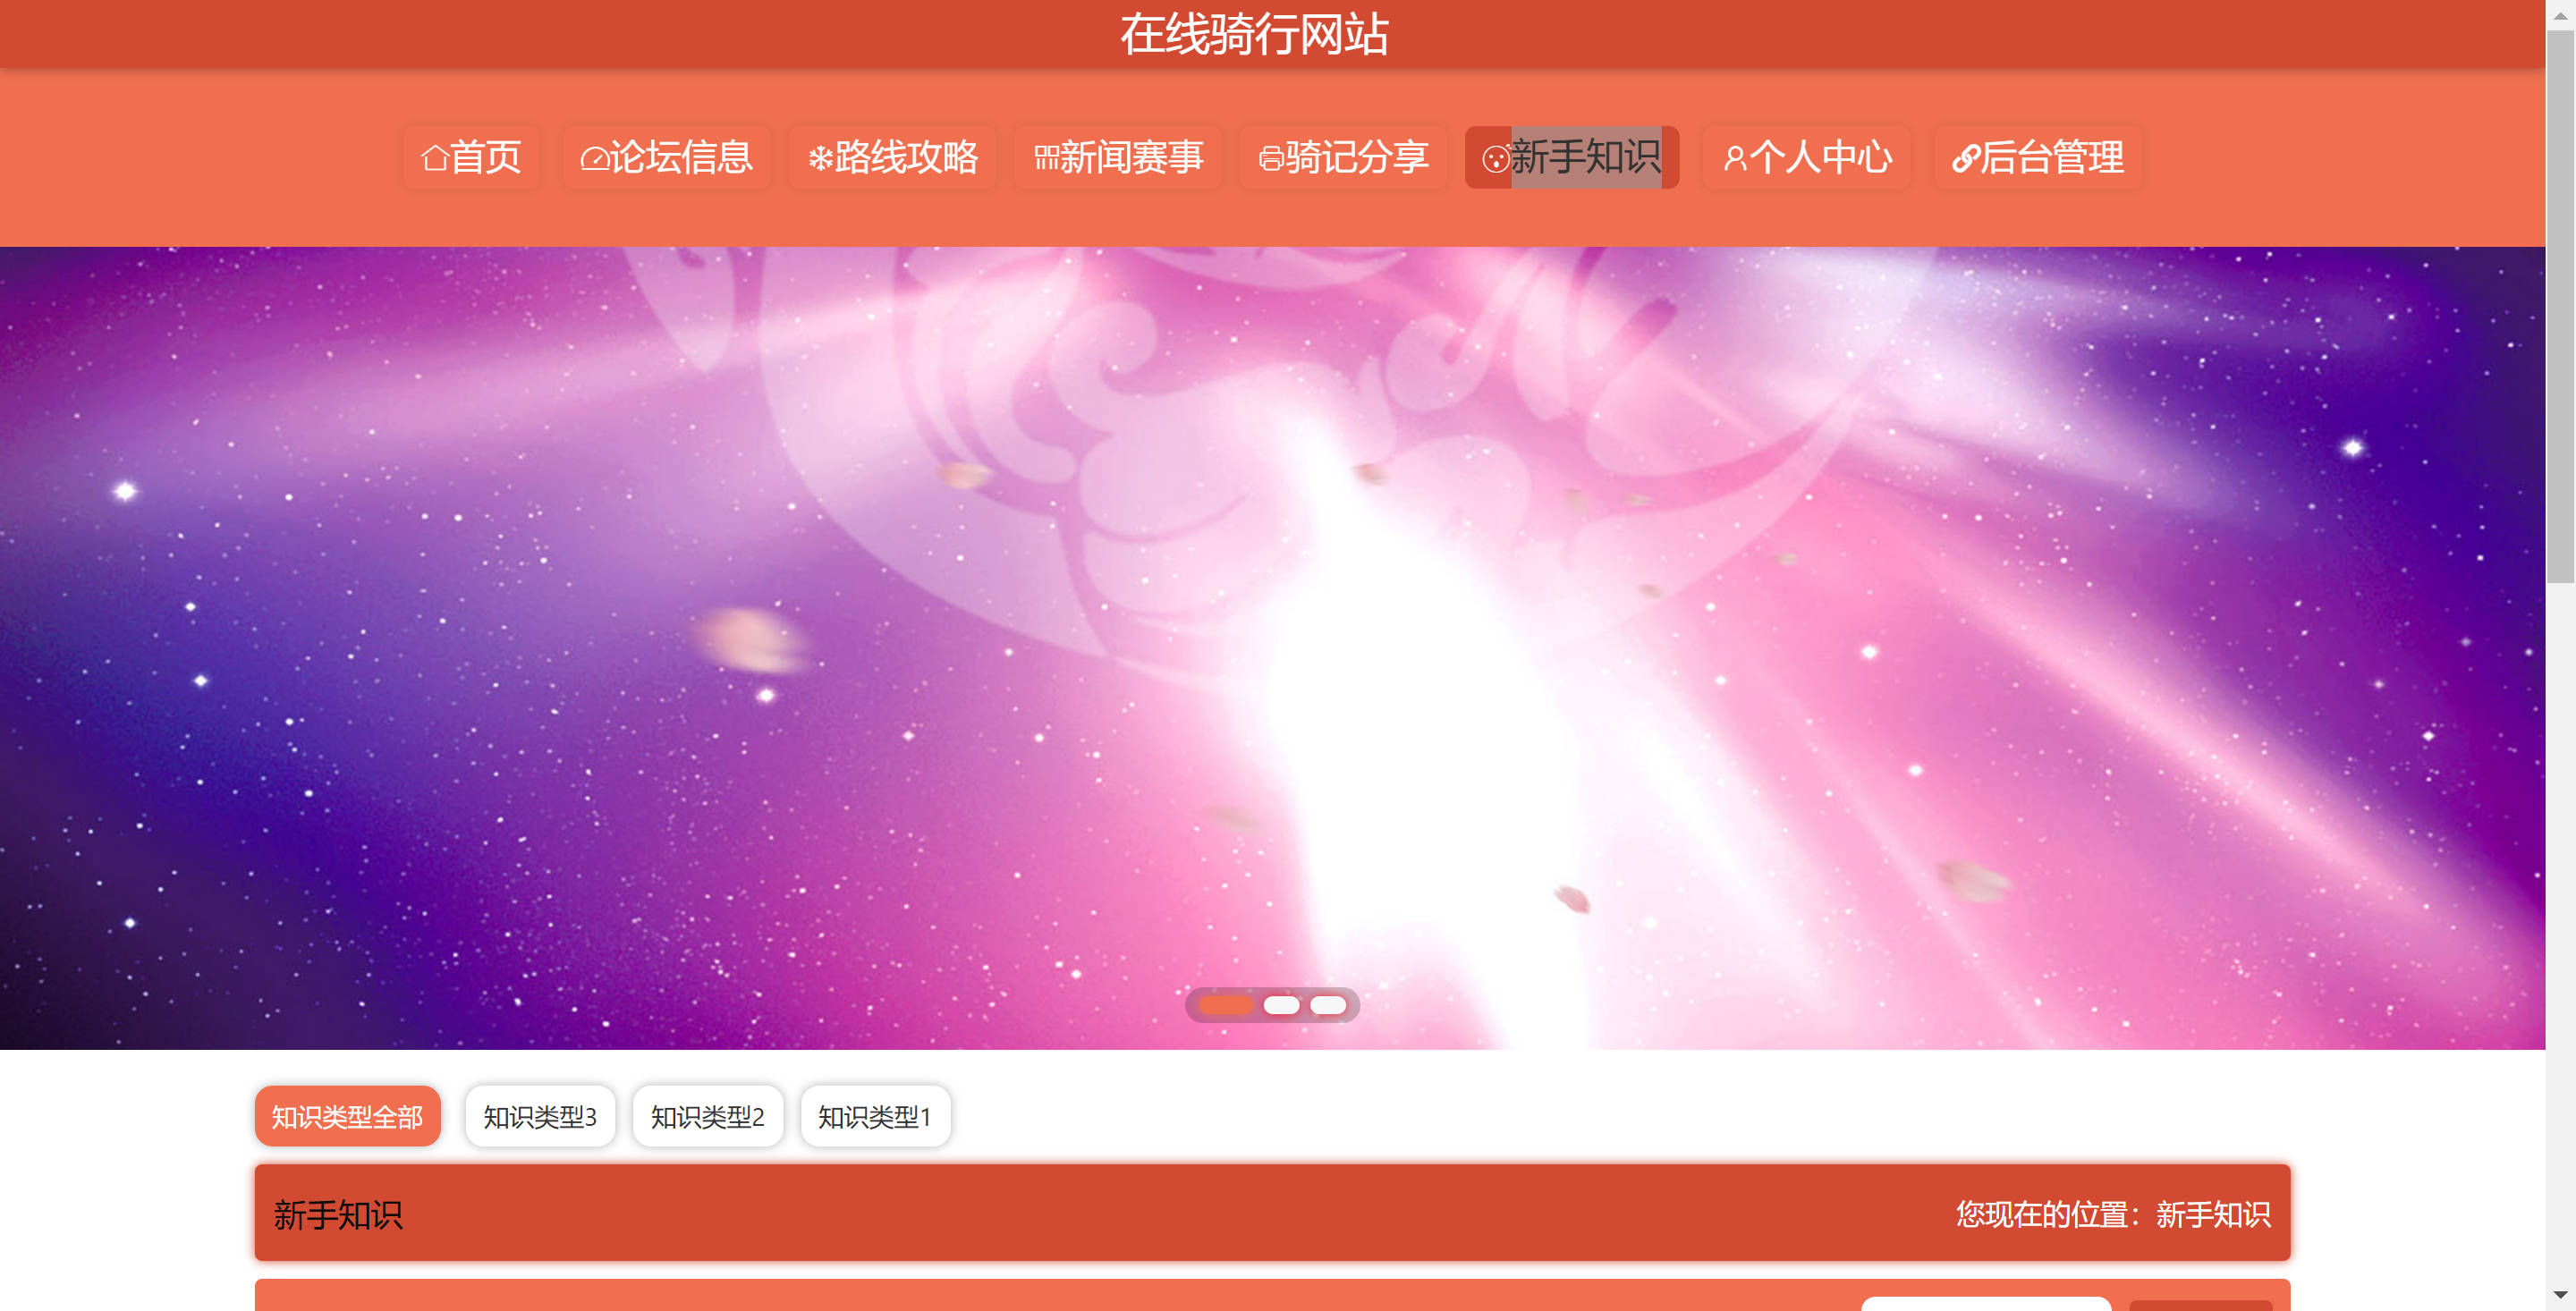 在线骑行网站
首页 论坛信息 路线攻略 新闻赛事 骑记分享 新手知识 个人中心 后台管理
知识类型全部 知识类型3 知识类型2 知识类型1
新手知识 您现在的位置：新手知识